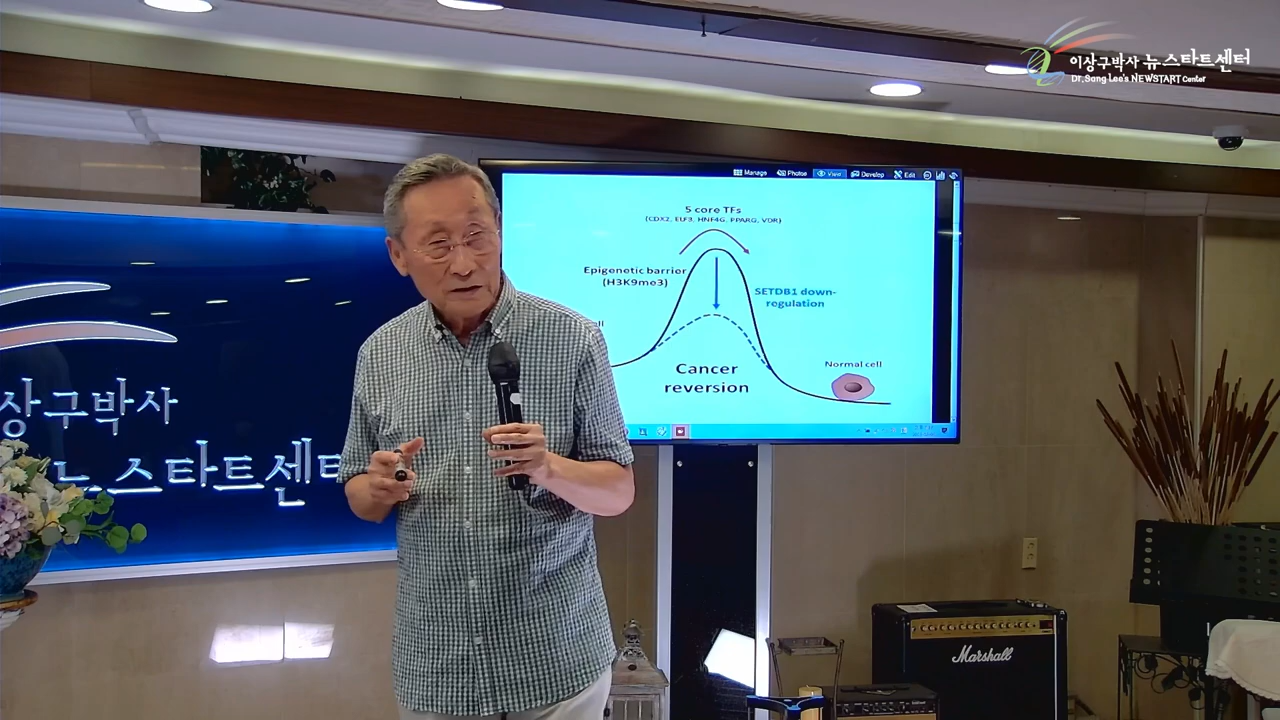 이상구박사 뉴스타트센터
Dr. Sang Lee's NEWSTART Center
Manage
Photos
View
Develop
Edit
5 core TFs
(CDX2, ELF3, HNF4G, PPARG, VDR)
Epigenetic barrier
(H3K9me3)
SETDB1 down-
regulation
Cancer
reversion
Normal cell
상구박사
뉴스타트센터
Marshall